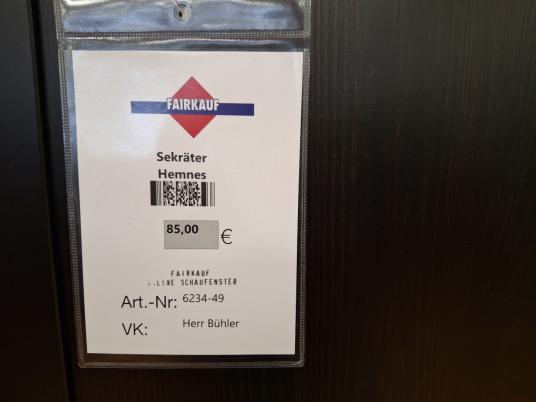 FAIRKAUF
Sekräter
Hemnes
85,00 €
FAIRKAUF
SCHAUFENSTER
Art.-Nr: 6234-49
VK: Herr Bühler